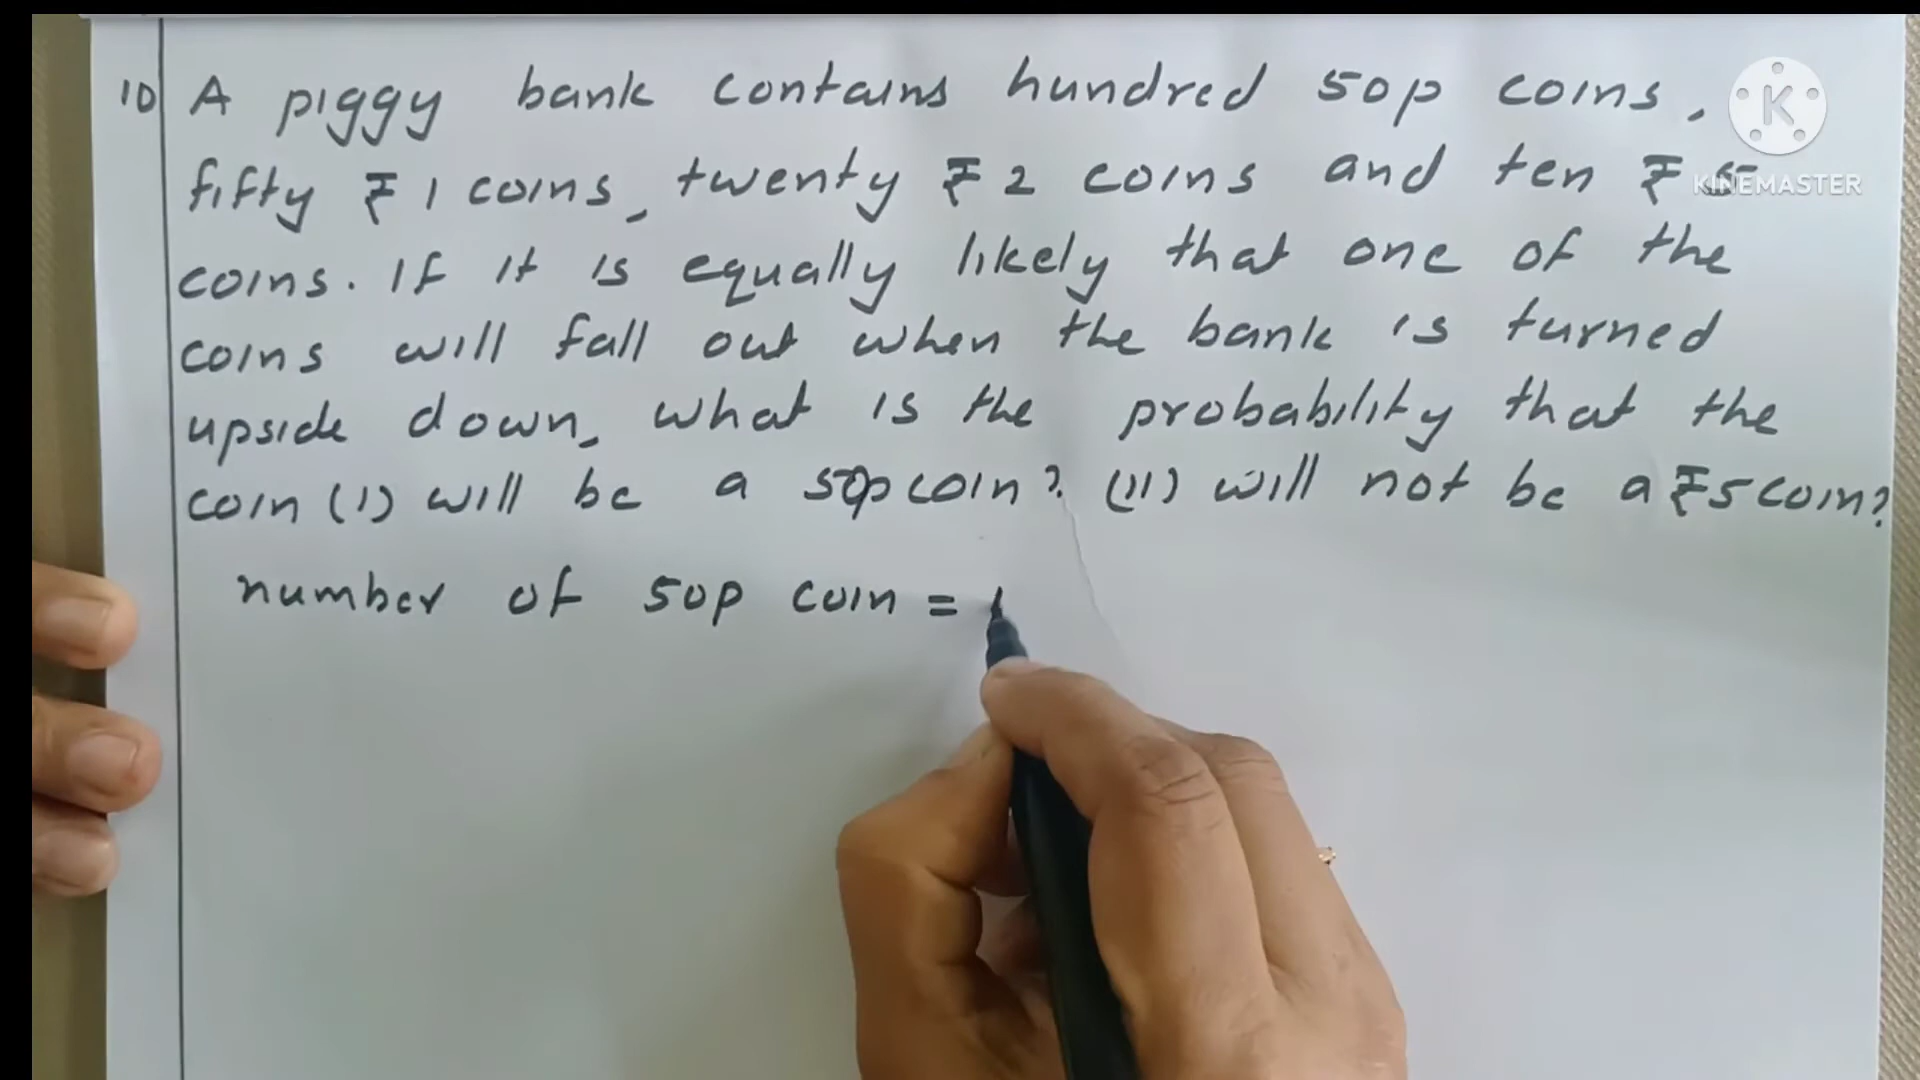 10 A piggy bank contains hundred 50p coins,
fifty ₹ 1 coins, twenty ₹ 2 coins and ten ₹ 5
coins. If it is equally likely that one of the
coins will fall out when the bank is turned
upside down, what is the probability that the
coin (i) will be a 50p coin? (ii) will not be a ₹5 coin?
number of 50p coin = 1
K
KINEMASTER